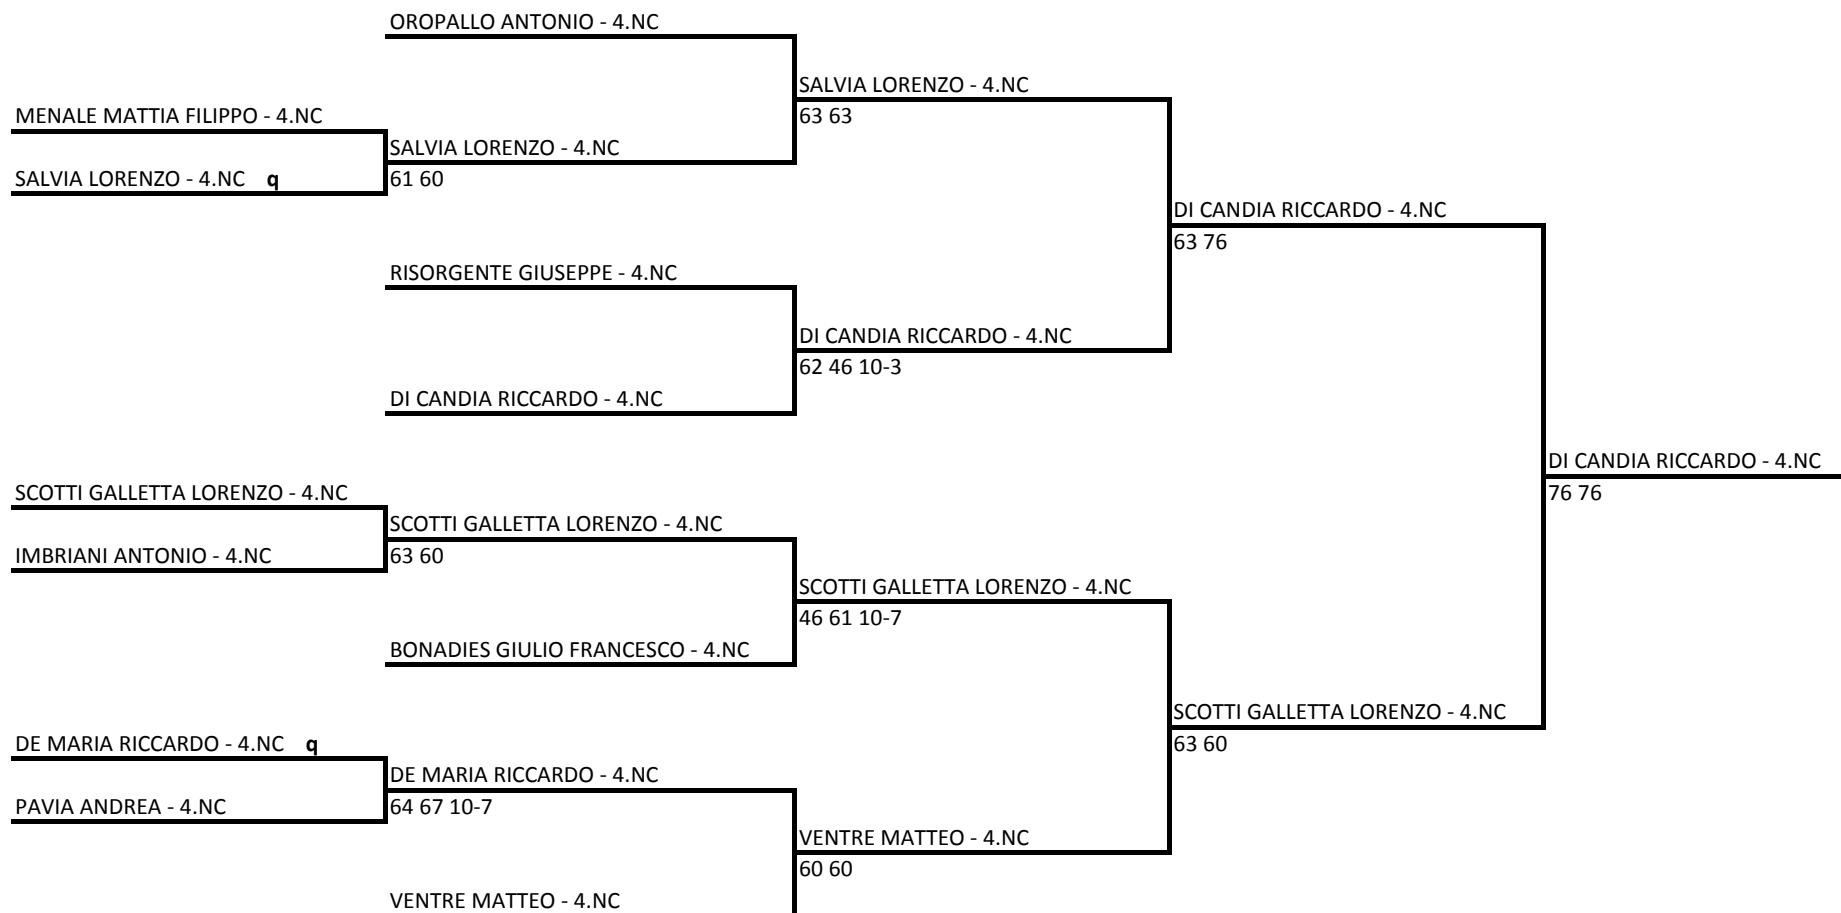 OROPALLO ANTONIO - 4.NC
SALVIA LORENZO - 4.NC
MENALE MATTIA FILIPPO - 4.NC
63 63
SALVIA LORENZO - 4.NC
SALVIA LORENZO - 4.NC q
61 60
DI CANDIA RICCARDO - 4.NC
63 76
RISORGENTE GIUSEPPE - 4.NC
DI CANDIA RICCARDO - 4.NC
62 46 10-3
DI CANDIA RICCARDO - 4.NC
DI CANDIA RICCARDO - 4.NC
76 76
SCOTTI GALLETTA LORENZO - 4.NC
SCOTTI GALLETTA LORENZO - 4.NC
IMBRIANI ANTONIO - 4.NC
63 60
SCOTTI GALLETTA LORENZO - 4.NC
46 61 10-7
BONADIES GIULIO FRANCESCO - 4.NC
SCOTTI GALLETTA LORENZO - 4.NC
63 60
DE MARIA RICCARDO - 4.NC q
DE MARIA RICCARDO - 4.NC
PAVIA ANDREA - 4.NC
64 67 10-7
VENTRE MATTEO - 4.NC
60 60
VENTRE MATTEO - 4.NC